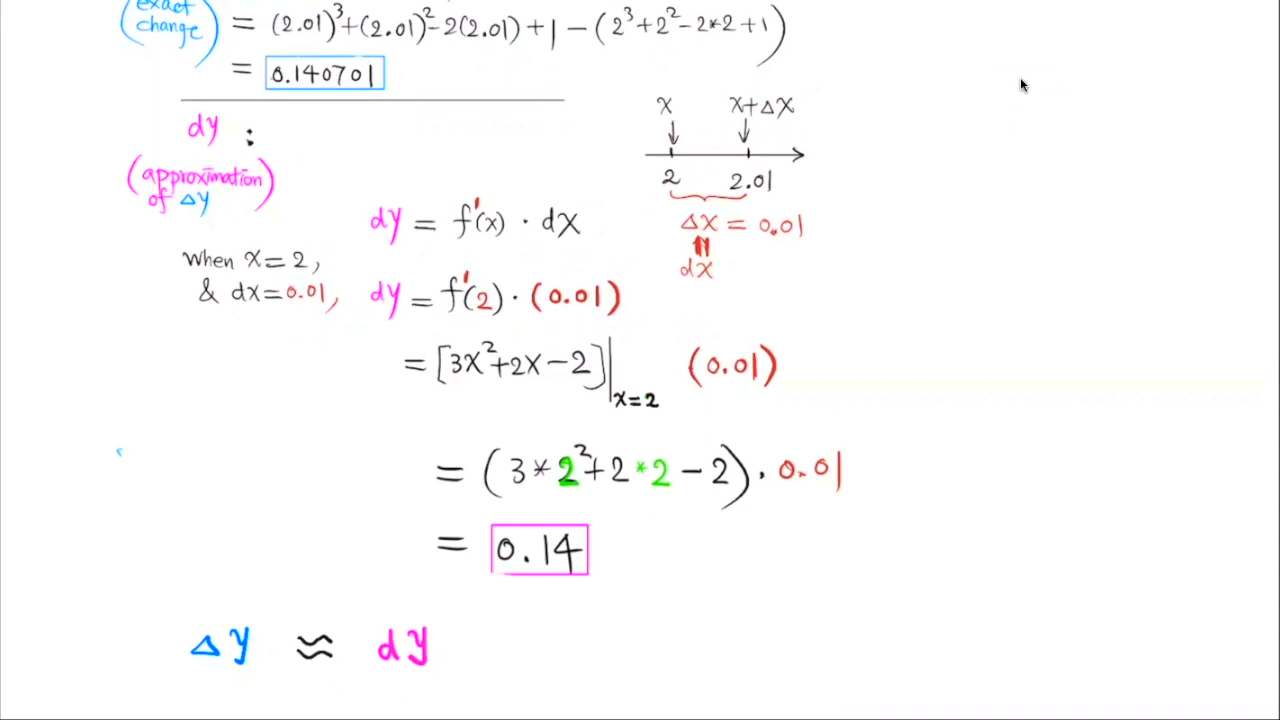 (exact change) = (2.01)³+(2.01)²-2(2.01)+1-(2³+2²-2*2+1)
= 0.140701
dy :
(approximation of ΔY)
x x+Δx
2 2.01
Δx = 0.01
=
dx
dy = f'(x) · dx
When x=2,
& dx=0.01,
dy = f'(2)·(0.01)
= [3x²+2x-2]|x=2 (0.01)
= (3*2²+2*2-2)·0.01
= 0.14
ΔY ≈ dy